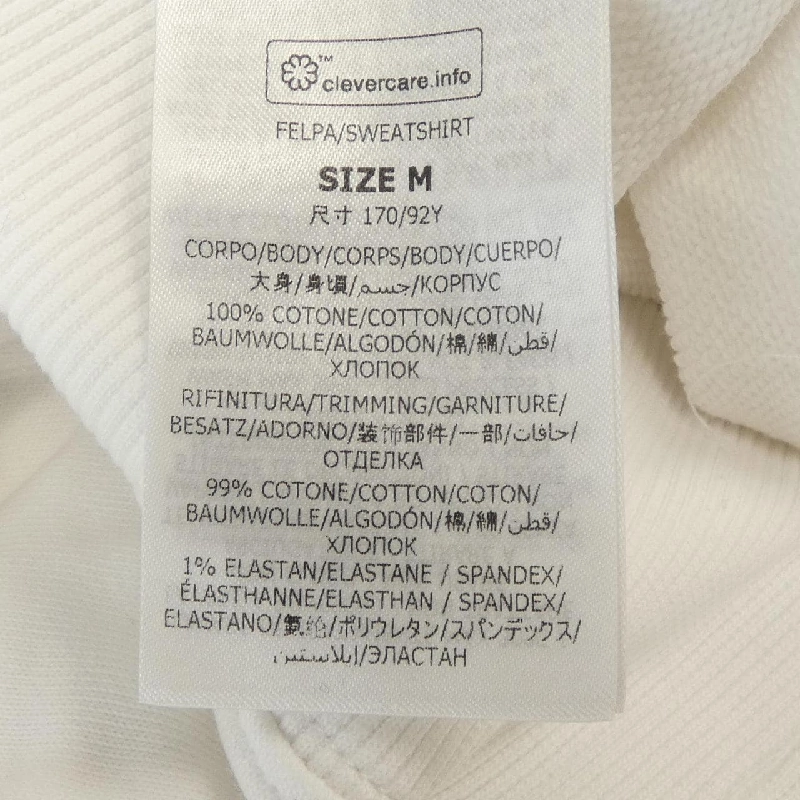 clevercare.info™
FELPA/SWEATSHIRT
SIZE M
尺寸 170/92Y
CORPO/BODY/CORPS/BODY/CUERPO/
大身/身頃/جسم/КОРПУС
100% COTONE/COTTON/COTON/
BAUMWOLLE/ALGODÓN/棉/綿/قطن/
ХЛОПОК
RIFINITURA/TRIMMING/GARNITURE/
BESATZ/ADORNO/装饰部件/一部/حافات/
ОТДЕЛКА
99% COTONE/COTTON/COTON/
BAUMWOLLE/ALGODÓN/棉/綿/قطن/
ХЛОПОК
1% ELASTAN/ELASTANE / SPANDEX/
ÉLASTHANNE/ELASTHAN / SPANDEX/
ELASTANO/氨纶/ポリウレタン/スパンデックス/
إيلاستين/ЭЛАСТАН